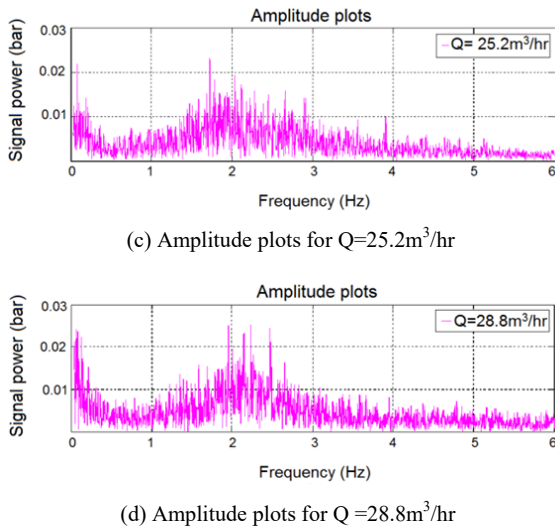 Amplitude plots
Signal power (bar)
0.03
0.02
0.01
Q= 25.2m³/hr
0 1 2 3 4 5 6
Frequency (Hz)
(c) Amplitude plots for Q=25.2m³/hr
Amplitude plots
Signal power (bar)
0.03
0.02
0.01
Q=28.8m³/hr
0 1 2 3 4 5 6
Frequency (Hz)
(d) Amplitude plots for Q =28.8m³/hr